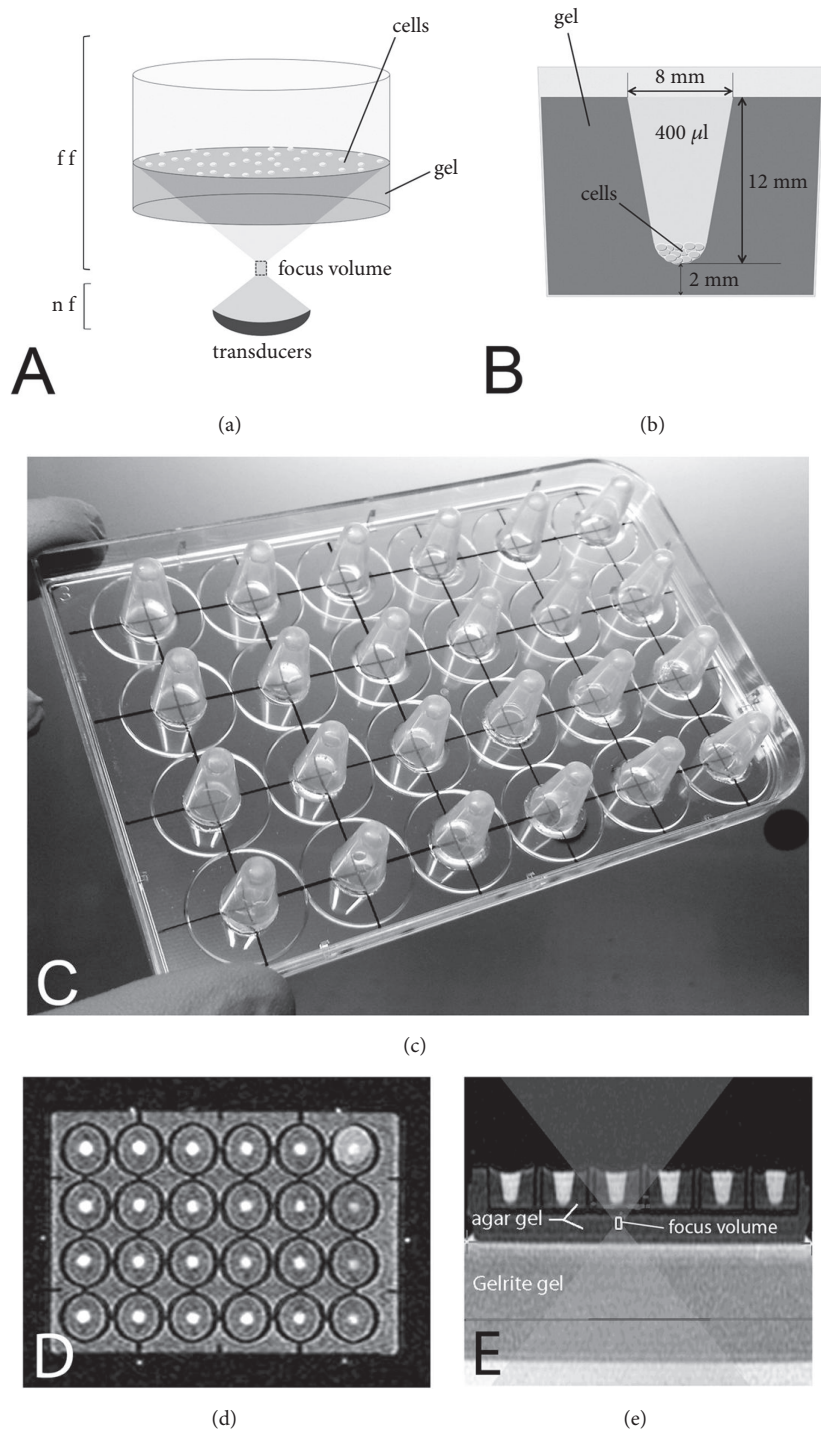 cells
f f
gel
focus volume
n f
transducers
A
(a)
gel
8 mm
400 μl
12 mm
cells
2 mm
B
(b)
C
(c)
D
(d)
agar gel
focus volume
Gelrite gel
E
(e)